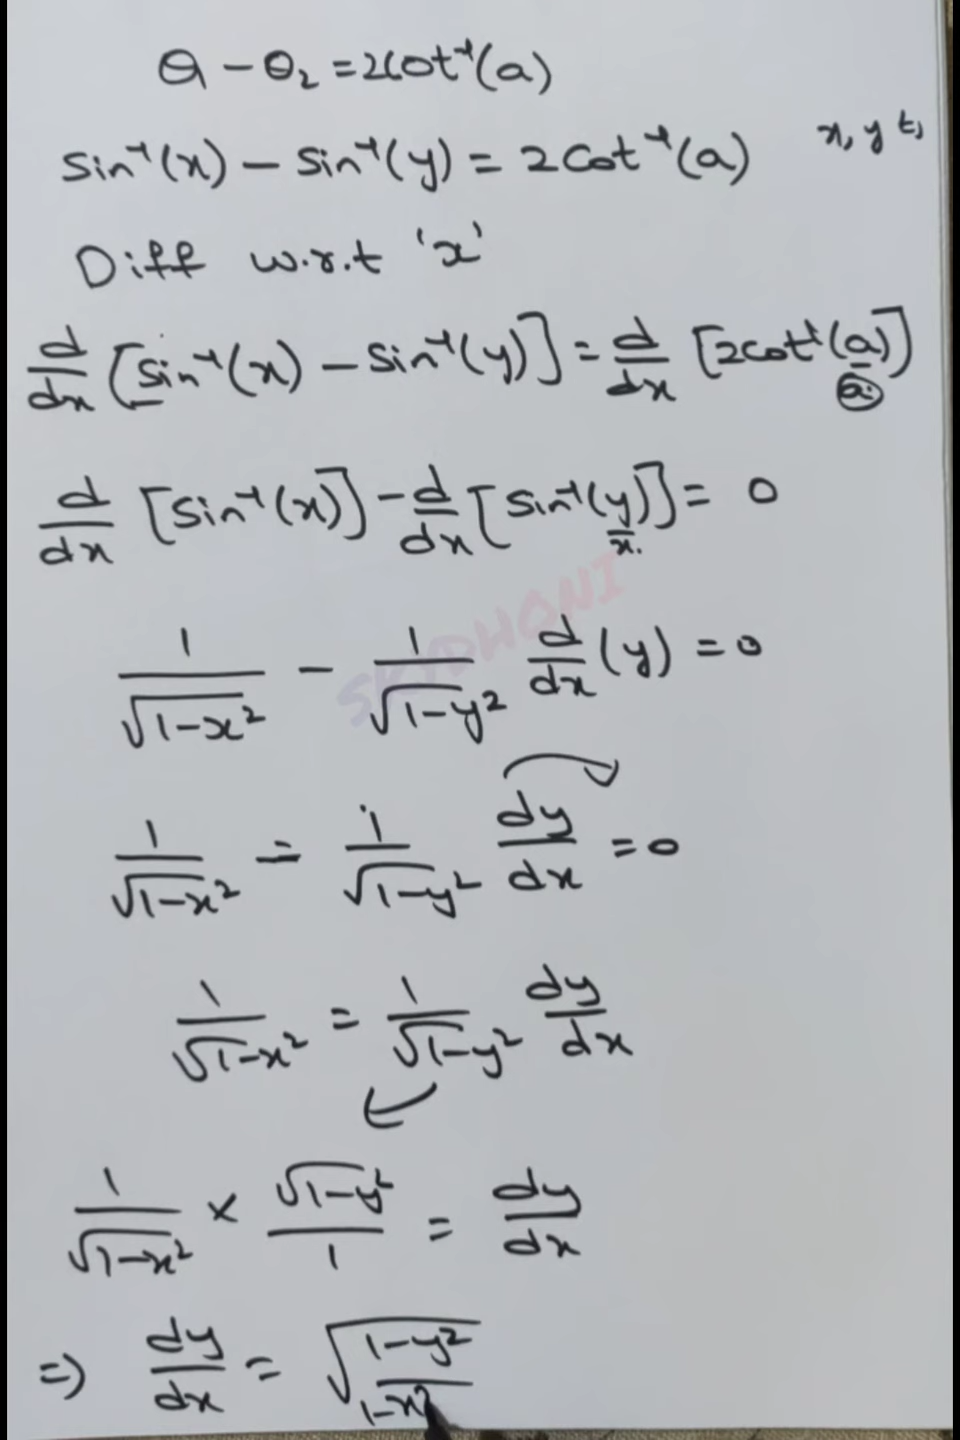 θ₁ - θ₂ = 2cot⁻¹(a)
sin⁻¹(x) - sin⁻¹(y) = 2cot⁻¹(a) x, y t,
Diff w.r.t 'x'
d/dx [sin⁻¹(x) - sin⁻¹(y)] = d/dx [2cot⁻¹(a)]
a
d/dx [sin⁻¹(x)] - d/dx [sin⁻¹(y)] = 0
x.
SRIDHONI
1/√(1-x²) - 1/√(1-y²) d/dx (y) = 0
1/√(1-x²) - 1/√(1-y²) dy/dx = 0
1/√(1-x²) = 1/√(1-y²) dy/dx
1/√(1-x²) × √(1-y²)/1 = dy/dx
⇒ dy/dx = √((1-y²)/(1-x²))